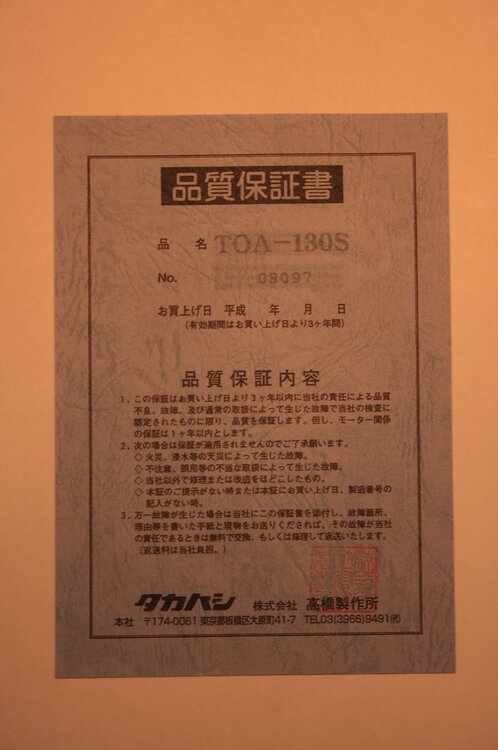 品質保証書
品 名 TOA-130S
No. 08097
お買上げ日 平成 年 月 日
(有効期間はお買い上げ日より3ヶ年間)
品質保証内容
1、この保証はお買い上げ日より3ヶ年以内に当社の責任による品質
不良、故障、及び通常の取扱によって生じた故障で当社の検査に
認定されたものに限り、品質を保証します。但し、モーター関係
の保証は1ヶ年以内とします。
2、次の場合は保証が適用されませんのでご了承願います。
◇火災、浸水等の天災によって生じた故障。
◇不注意、誤用等の不当な取扱によって生じた故障。
◇当社以外で修理または改造をほどこしたもの。
◇本証のご提示がない時または本証にお買上げ日、製造番号の
記入がない時。
3、万一故障が生じた場合は当社にこの保証書を添付し、故障箇所、
理由等を書いた手紙と現物をお送りくだされば、その故障が当社
の責任であるときは無料で交換、もしくは修理して返送いたします。
(返送料は当社負担。)
タカハシ 株式会社 高橋製作所
本社 〒174-0061 東京都板橋区大原町41-7 TEL03(3966)9491㈹